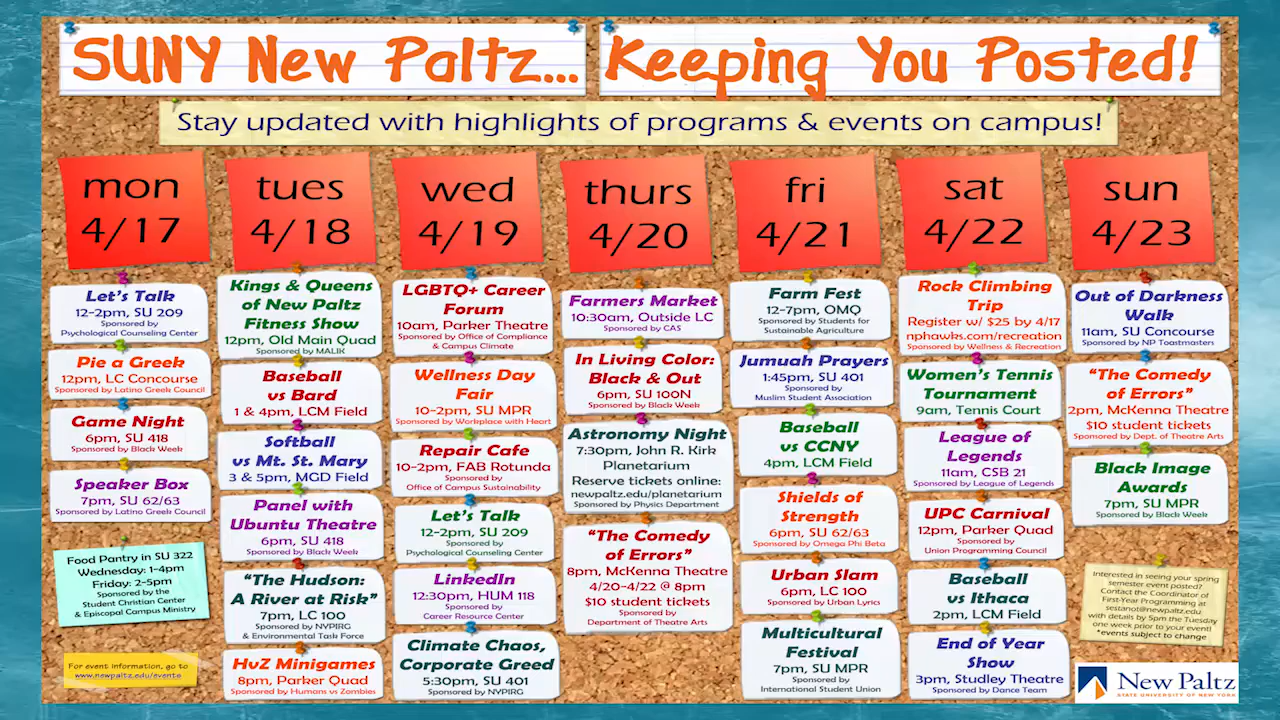 SUNY New Paltz... Keeping You Posted!
Stay updated with highlights of programs & events on campus!
mon
4/17
Let's Talk
12-2pm, SU 209
Sponsored by
Psychological Counseling Center
Pie a Greek
12pm, LC Concourse
Sponsored by Latino Greek Council
Game Night
6pm, SU 418
Sponsored by Black Week
Speaker Box
7pm, SU 62/63
Sponsored by Latino Greek Council
Food Pantry in SU 322
Wednesday: 1-4pm
Friday: 2-5pm
Sponsored by the
Student Christian Center
& Episcopal Campus Ministry
For event information, go to
www.newpaltz.edu/events
tues
4/18
Kings & Queens
of New Paltz
Fitness Show
12pm, Old Main Quad
Sponsored by MALIK
Baseball
vs Bard
1 & 4pm, LCM Field
Softball
vs Mt. St. Mary
3 & 5pm, MGD Field
Panel with
Ubuntu Theatre
6pm, SU 418
Sponsored by Black Week
"The Hudson:
A River at Risk"
7pm, LC 100
Sponsored by NYPIRG
& Environmental Task Force
HvZ Minigames
8pm, Parker Quad
Sponsored by Humans vs Zombies
wed
4/19
LGBTQ+ Career
Forum
10am, Parker Theatre
Sponsored by Office of Compliance
& Campus Climate
Wellness Day
Fair
10-2pm, SU MPR
Sponsored by Workplace with Heart
Repair Cafe
10-2pm, FAB Rotunda
Sponsored by
Office of Campus Sustainability
Let's Talk
12-2pm, SU 209
Sponsored by
Psychological Counseling Center
LinkedIn
12:30pm, HUM 118
Sponsored by
Career Resource Center
Climate Chaos,
Corporate Greed
5:30pm, SU 401
Sponsored by NYPIRG
thurs
4/20
Farmers Market
10:30am, Outside LC
Sponsored by CAS
In Living Color:
Black & Out
6pm, SU 100N
Sponsored by Black Week
Astronomy Night
7:30pm, John R. Kirk
Planetarium
Reserve tickets online:
newpaltz.edu/planetarium
Sponsored by Physics Department
"The Comedy
of Errors"
8pm, McKenna Theatre
4/20-4/22 @ 8pm
$10 student tickets
Sponsored by
Department of Theatre Arts
fri
4/21
Farm Fest
12-7pm, OMQ
Sponsored by Students for
Sustainable Agriculture
Jumuah Prayers
1:45pm, SU 401
Sponsored by
Muslim Student Association
Baseball
vs CCNY
4pm, LCM Field
Shields of
Strength
6pm, SU 62/63
Sponsored by Omega Phi Beta
Urban Slam
6pm, LC 100
Sponsored by Urban Lyrics
Multicultural
Festival
7pm, SU MPR
Sponsored by
International Student Union
sat
4/22
Rock Climbing
Trip
Register w/ $25 by 4/17
nphawks.com/recreation
Sponsored by Wellness & Recreation
Women's Tennis
Tournament
9am, Tennis Court
League of
Legends
11am, CSB 21
Sponsored by League of Legends
UPC Carnival
12pm, Parker Quad
Sponsored by
Union Programming Council
Baseball
vs Ithaca
2pm, LCM Field
End of Year
Show
3pm, Studley Theatre
Sponsored by Dance Team
sun
4/23
Out of Darkness
Walk
11am, SU Concourse
Sponsored by NP Toastmasters
"The Comedy
of Errors"
2pm, McKenna Theatre
$10 student tickets
Sponsored by Dept. of Theatre Arts
Black Image
Awards
7pm, SU MPR
Sponsored by Black Week
Interested in seeing your spring
semester event posted?
Contact the Coordinator of
First-Year Programming at
sestanot@newpaltz.edu
with details by 5pm the Tuesday
one week prior to your event!
*events subject to change
New Paltz
STATE UNIVERSITY OF NEW YORK